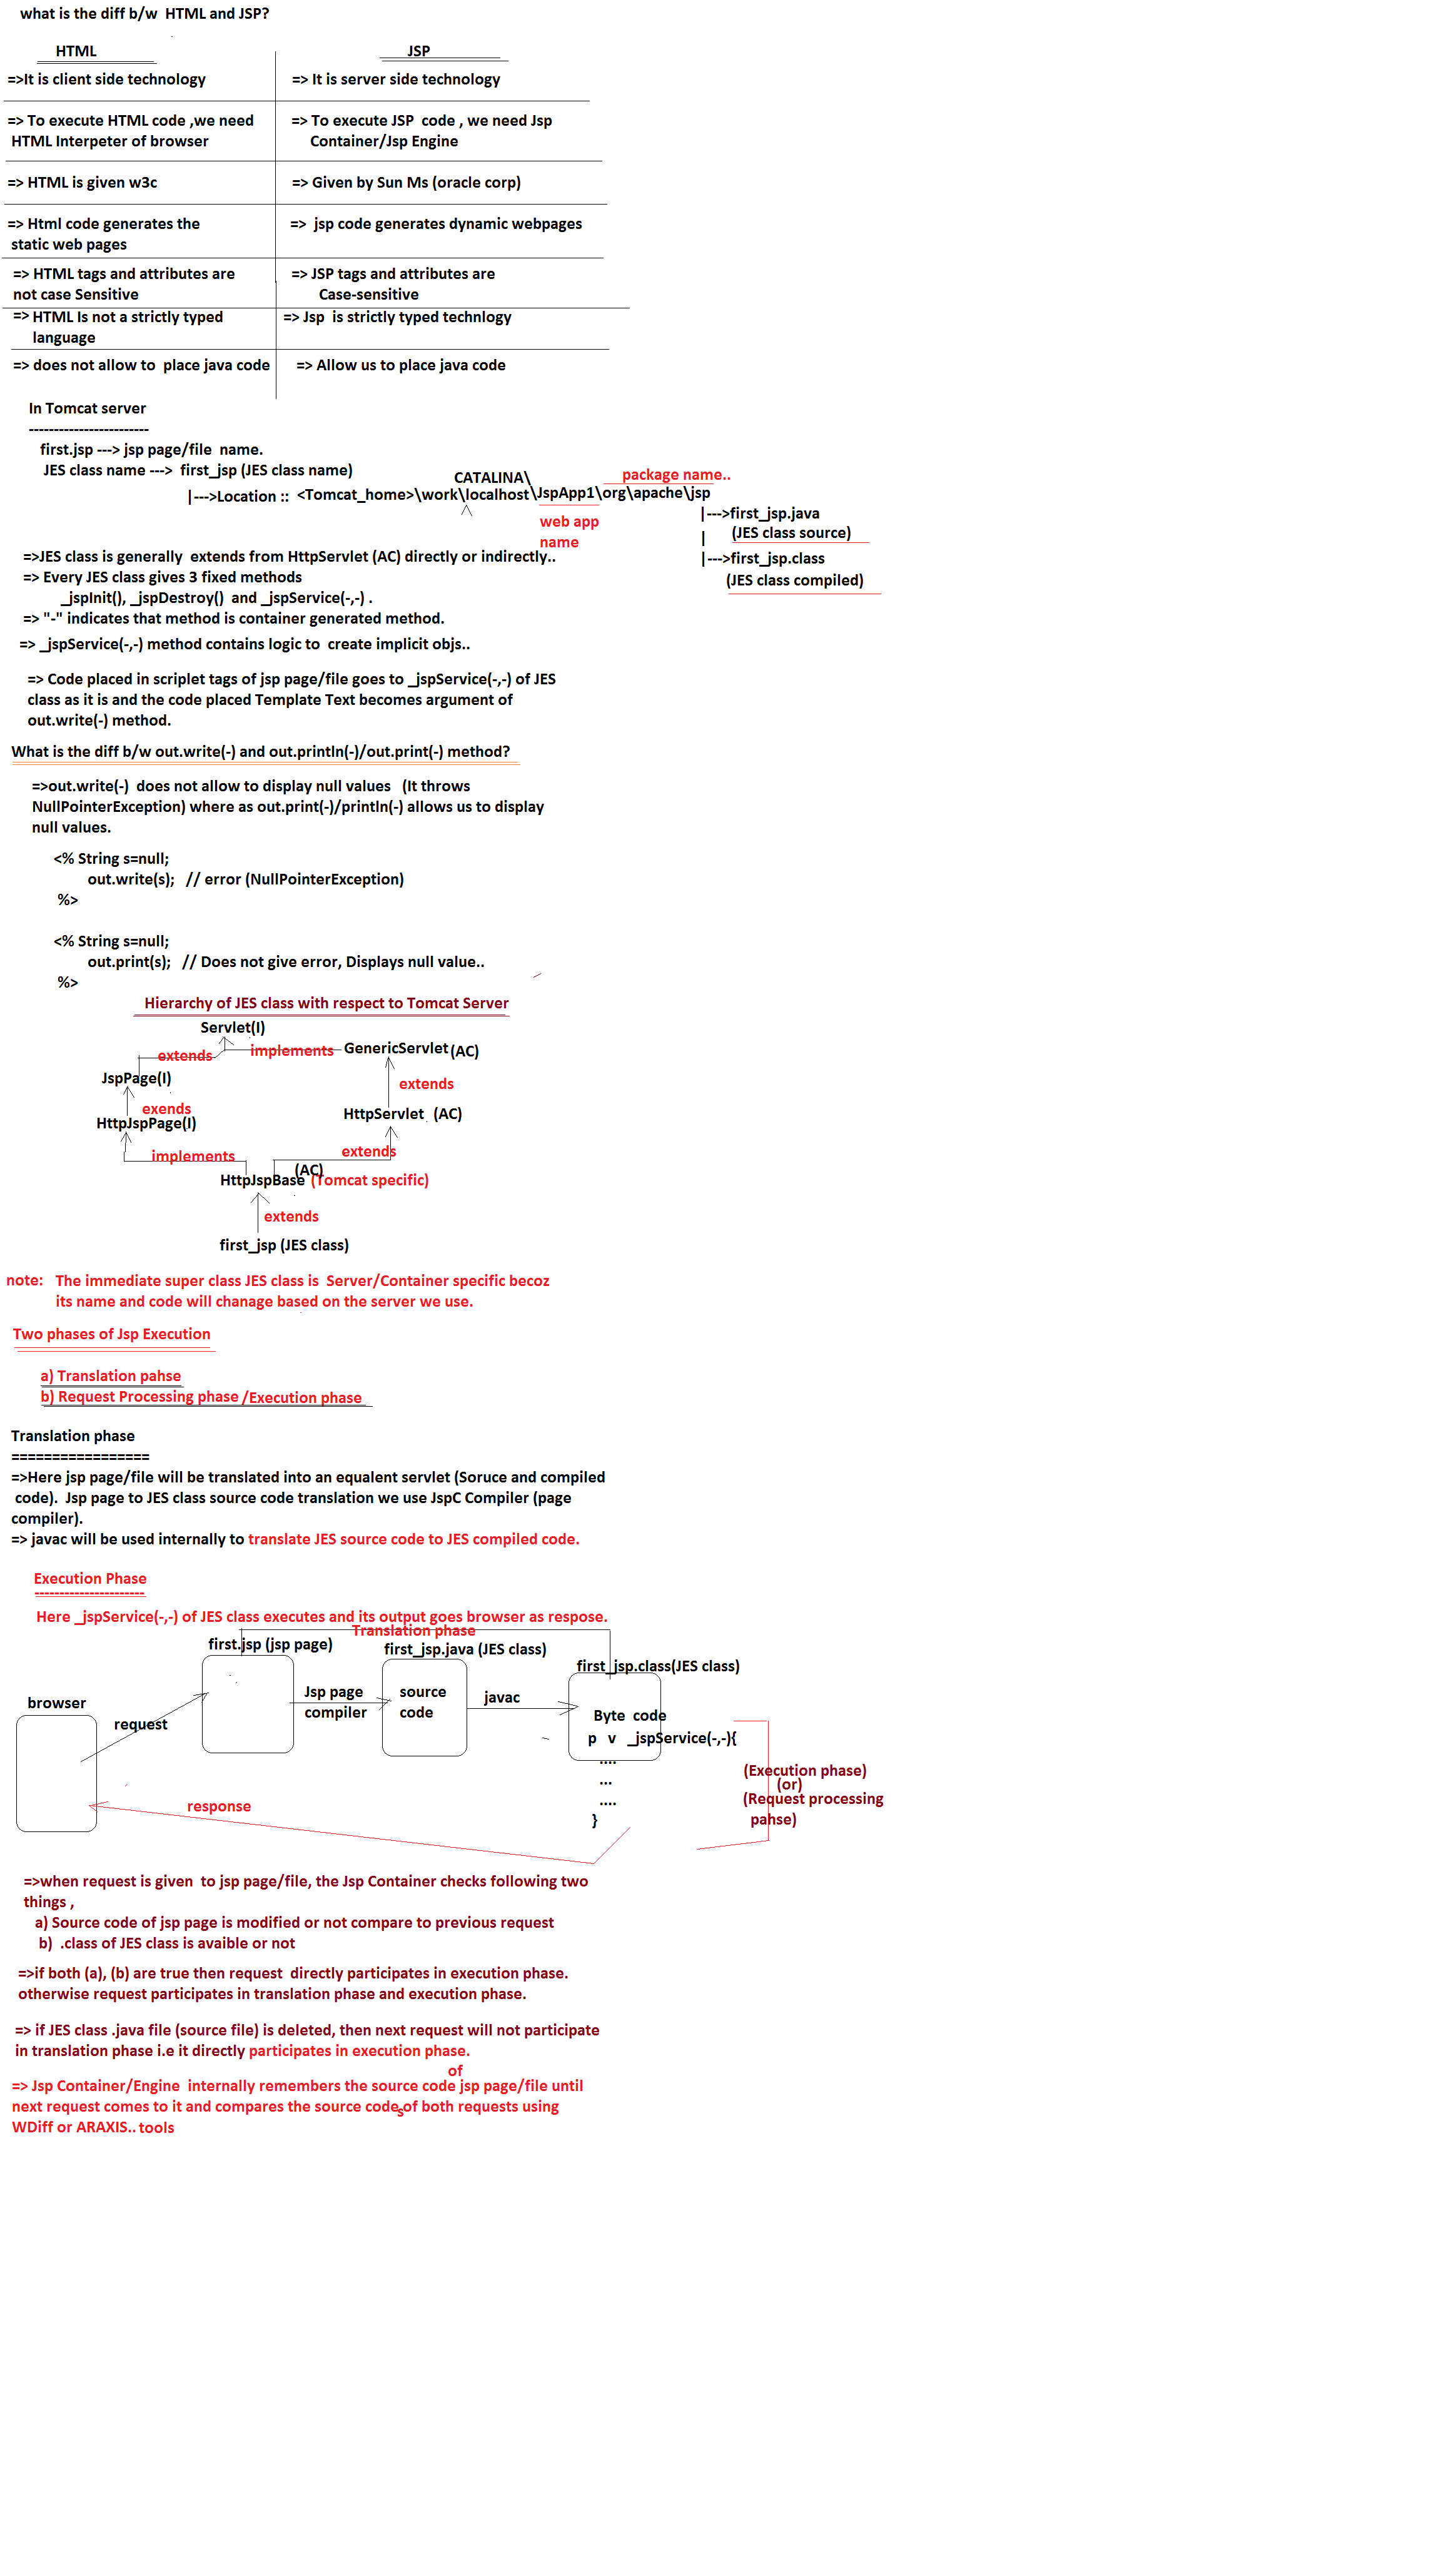 what is the diff b/w  HTML and JSP?
HTML
JSP
=>It is client side technology
=> It is server side technology
=> To execute HTML code ,we need
HTML Interpeter of browser
=> To execute JSP  code , we need Jsp
Container/Jsp Engine
=> HTML is given w3c
=> Given by Sun Ms (oracle corp)
=> Html code generates the
static web pages
=>  jsp code generates dynamic webpages
=> HTML tags and attributes are
not case Sensitive
=> JSP tags and attributes are
Case-sensitive
=> HTML Is not a strictly typed
language
=> Jsp  is strictly typed technlogy
=> does not allow to  place java code
=> Allow us to place java code
In Tomcat server
------------------------
first.jsp ---> jsp page/file  name.
JES class name --->  first_jsp (JES class name)
CATALINA\
package name..
|--->Location ::  <Tomcat_home>\work\localhost\JspApp1\org\apache\jsp
web app
name
|--->first_jsp.java
(JES class source)
|
|--->first_jsp.class
(JES class compiled)
=>JES class is generally  extends from HttpServlet (AC) directly or indirectly..
=> Every JES class gives 3 fixed methods
_jspInit(), _jspDestroy()  and _jspService(-,-) .
=> "-" indicates that method is container generated method.
=> _jspService(-,-) method contains logic to  create implicit objs..
=> Code placed in scriplet tags of jsp page/file goes to _jspService(-,-) of JES
class as it is and the code placed Template Text becomes argument of
out.write(-) method.
What is the diff b/w out.write(-) and out.println(-)/out.print(-) method?
=>out.write(-)  does not allow to display null values   (It throws
NullPointerException) where as out.print(-)/println(-) allows us to display
null values.
<% String s=null;
out.write(s);   // error (NullPointerException)
%>
<% String s=null;
out.print(s);   // Does not give error, Displays null value..
%>
Hierarchy of JES class with respect to Tomcat Server
Servlet(I)
extends
implements
GenericServlet (AC)
JspPage(I)
extends
exends
HttpJspPage(I)
HttpServlet  (AC)
implements
extends
(AC)
HttpJspBase (Tomcat specific)
extends
first_jsp (JES class)
note:   The immediate super class JES class is  Server/Container specific becoz
its name and code will chanage based on the server we use.
Two phases of Jsp Execution
a) Translation pahse
b) Request Processing phase /Execution phase
Translation phase
=================
=>Here jsp page/file will be translated into an equalent servlet (Soruce and compiled
code).  Jsp page to JES class source code translation we use JspC Compiler (page
compiler).
=> javac will be used internally to translate JES source code to JES compiled code.
Execution Phase
----------------------
Here _jspService(-,-) of JES class executes and its output goes browser as respose.
Translation phase
first.jsp (jsp page)
first_jsp.java (JES class)
first_jsp.class(JES class)
browser
request
Jsp page
compiler
source
code
javac
Byte  code
p   v   _jspService(-,-){
....
...
....
}
(Execution phase)
(or)
(Request processing
pahse)
response
=>when request is given  to jsp page/file, the Jsp Container checks following two
things ,
a) Source code of jsp page is modified or not compare to previous request
b)  .class of JES class is avaible or not
=>if both (a), (b) are true then request  directly participates in execution phase.
otherwise request participates in translation phase and execution phase.
=> if JES class .java file (source file) is deleted, then next request will not participate
in translation phase i.e it directly participates in execution phase.
of
=> Jsp Container/Engine  internally remembers the source code jsp page/file until
next request comes to it and compares the source codes of both requests using
WDiff or ARAXIS.. tools